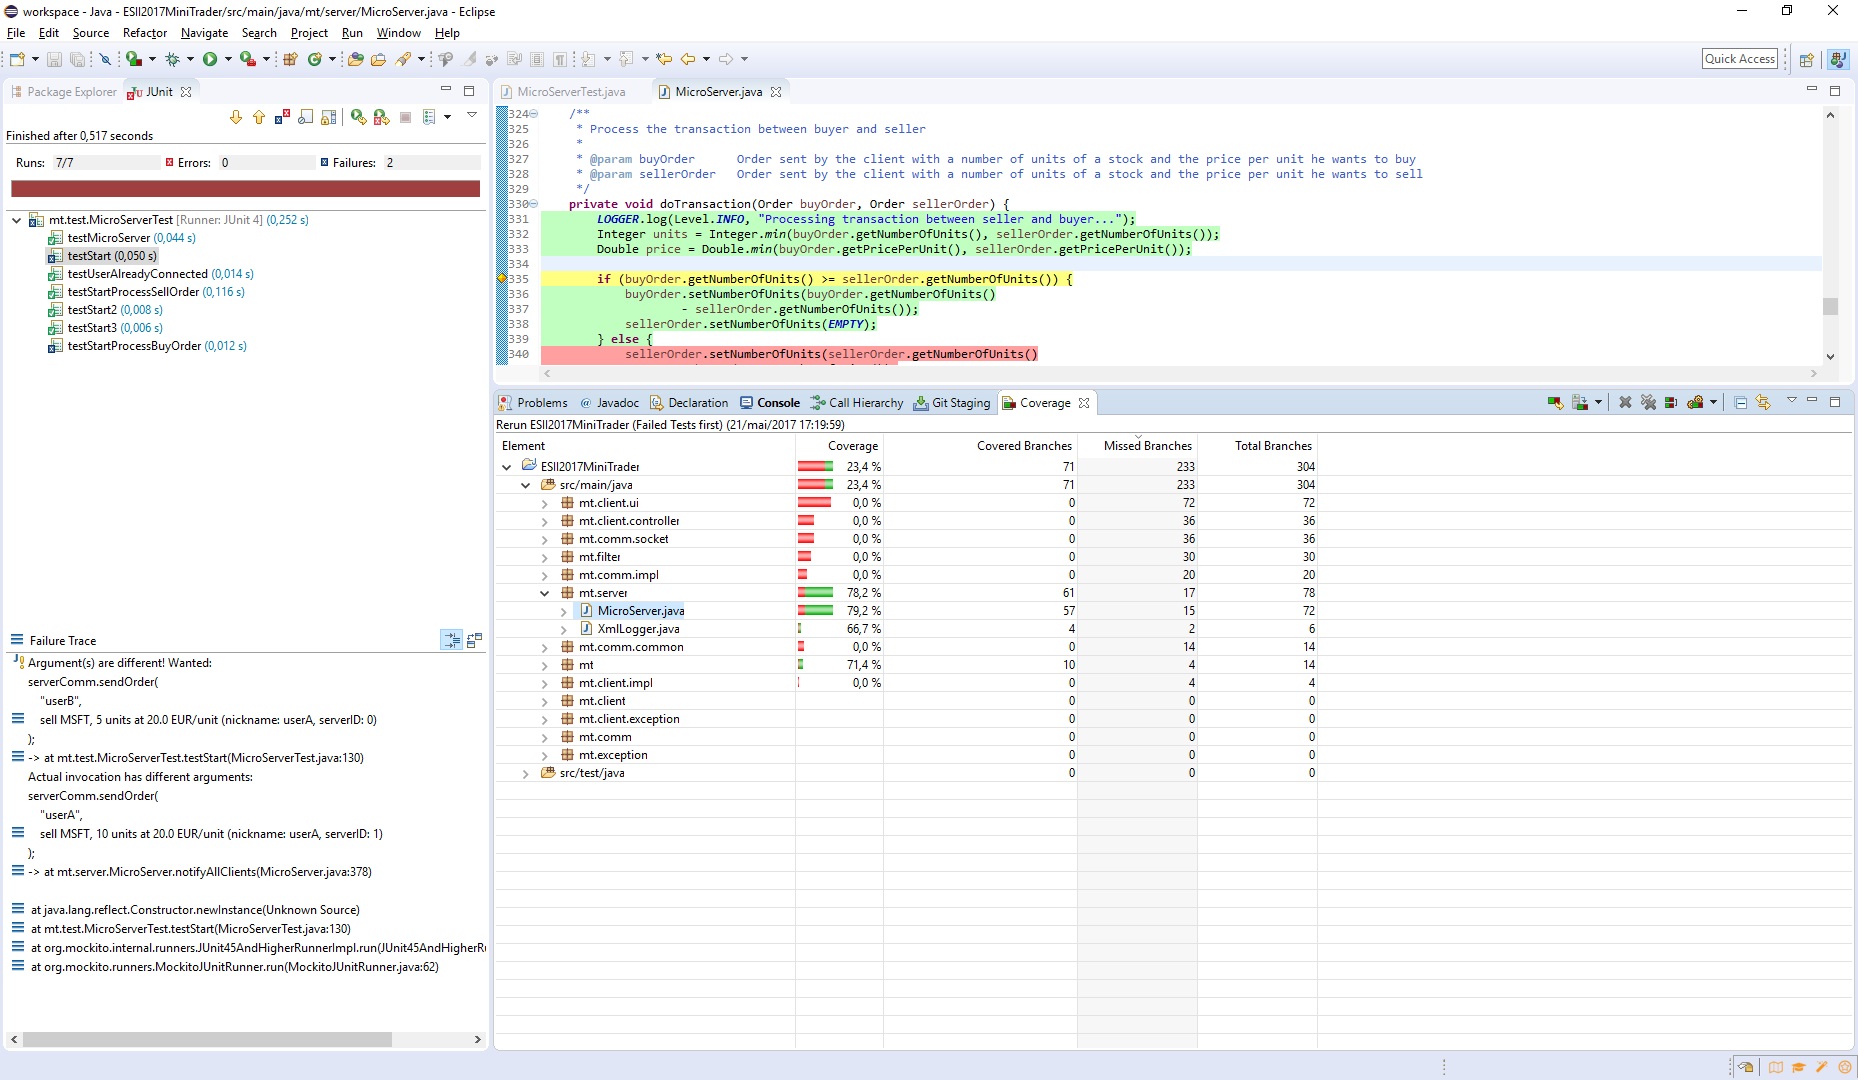 workspace - Java - ESII2017MiniTrader/src/main/java/mt/server/MicroServer.java - Eclipse
File Edit Source Refactor Navigate Search Project Run Window Help
Quick Access
Package Explorer JUnit
Finished after 0,517 seconds
Runs: 7/7 Errors: 0 Failures: 2
mt.test.MicroServerTest [Runner: JUnit 4] (0,252 s)
testMicroServer (0,044 s)
testStart (0,050 s)
testUserAlreadyConnected (0,014 s)
testStartProcessSellOrder (0,116 s)
testStart2 (0,008 s)
testStart3 (0,006 s)
testStartProcessBuyOrder (0,012 s)
Failure Trace
Argument(s) are different! Wanted:
serverComm.sendOrder(
"userB",
sell MSFT, 5 units at 20.0 EUR/unit (nickname: userA, serverID: 0)
);
-> at mt.test.MicroServerTest.testStart(MicroServerTest.java:130)
Actual invocation has different arguments:
serverComm.sendOrder(
"userA",
sell MSFT, 10 units at 20.0 EUR/unit (nickname: userA, serverID: 1)
);
-> at mt.server.MicroServer.notifyAllClients(MicroServer.java:378)
at java.lang.reflect.Constructor.newInstance(Unknown Source)
at mt.test.MicroServerTest.testStart(MicroServerTest.java:130)
at org.mockito.internal.runners.JUnit45AndHigherRunnerImpl.run(JUnit45AndHigherRu
at org.mockito.runners.MockitoJUnitRunner.run(MockitoJUnitRunner.java:62)
MicroServerTest.java MicroServer.java
324 /**
325 * Process the transaction between buyer and seller
326 *
327 * @param buyOrder Order sent by the client with a number of units of a stock and the price per unit he wants to buy
328 * @param sellerOrder Order sent by the client with a number of units of a stock and the price per unit he wants to sell
329 */
330 private void doTransaction(Order buyOrder, Order sellerOrder) {
331 LOGGER.log(Level.INFO, "Processing transaction between seller and buyer...");
332 Integer units = Integer.min(buyOrder.getNumberOfUnits(), sellerOrder.getNumberOfUnits());
333 Double price = Double.min(buyOrder.getPricePerUnit(), sellerOrder.getPricePerUnit());
334
335 if (buyOrder.getNumberOfUnits() >= sellerOrder.getNumberOfUnits()) {
336 buyOrder.setNumberOfUnits(buyOrder.getNumberOfUnits()
337 - sellerOrder.getNumberOfUnits());
338 sellerOrder.setNumberOfUnits(EMPTY);
339 } else {
340 sellerOrder.setNumberOfUnits(sellerOrder.getNumberOfUnits()
Problems Javadoc Declaration Console Call Hierarchy Git Staging Coverage
Rerun ESII2017MiniTrader (Failed Tests first) (21/mai/2017 17:19:59)
Element Coverage Covered Branches Missed Branches Total Branches
ESII2017MiniTrader 23,4 % 71 233 304
src/main/java 23,4 % 71 233 304
mt.client.ui 0,0 % 0 72 72
mt.client.controller 0,0 % 0 36 36
mt.comm.socket 0,0 % 0 36 36
mt.filter 0,0 % 0 30 30
mt.comm.impl 0,0 % 0 20 20
mt.server 78,2 % 61 17 78
MicroServer.java 79,2 % 57 15 72
XmlLogger.java 66,7 % 4 2 6
mt.comm.common 0,0 % 0 14 14
mt 71,4 % 10 4 14
mt.client.impl 0,0 % 0 4 4
mt.client 0 0 0
mt.client.exception 0 0 0
mt.comm 0 0 0
mt.exception 0 0 0
src/test/java 0 0 0